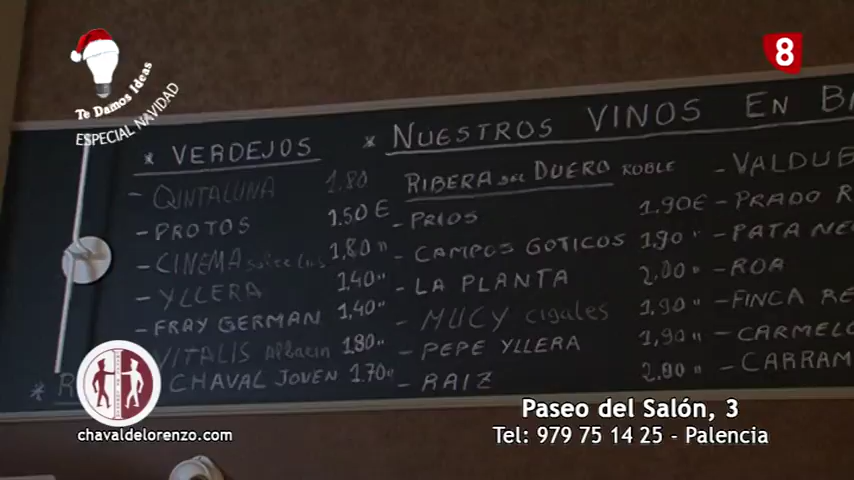 8
Te Damos Ideas
ESPECIAL NAVIDAD
* VERDEJOS
- QUINTALUNA 1.80
- PROTOS 1.50 €
- CINEMA 1,80 "
- YLLERA 1,40 "
- FRAY GERMAN 1,40 "
VITALIS Albarin 1.80 "
CHAVAL JOVEN 1.70 €
* NUESTROS VINOS EN
RIBERA DEL DUERO ROBLE
- PRIOS 1.90€
- CAMPOS GOTICOS 1,90 "
- LA PLANTA 2,00 "
- MUCY cigales 1,90 "
- PEPE YLLERA 1,90 "
- RAIZ 2.00 "
- VALDUB
- PRADO R
- PATA NE
- ROA
- FINCA RE
- CARMELO
- CARRAM
* R
chavaldelorenzo.com
Paseo del Salón, 3
Tel: 979 75 14 25 - Palencia